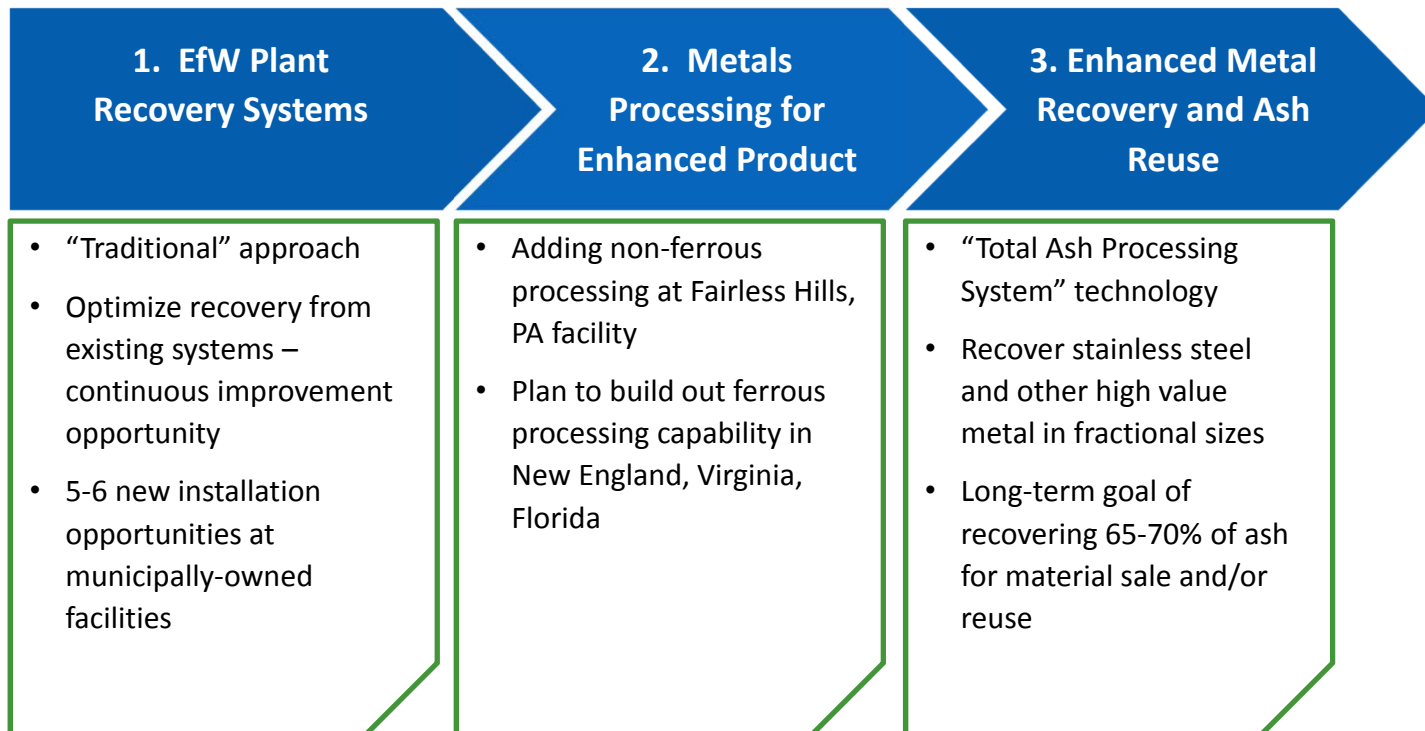 1.  EfW Plant
Recovery Systems
2.  Metals
Processing for
Enhanced Product
3. Enhanced Metal
Recovery and Ash
Reuse
• “Traditional” approach
• Optimize recovery from
existing systems –
continuous improvement
opportunity
• 5-6 new installation
opportunities at
municipally-owned
facilities
• Adding non-ferrous
processing at Fairless Hills,
PA facility
• Plan to build out ferrous
processing capability in
New England, Virginia,
Florida
• “Total Ash Processing
System” technology
• Recover stainless steel
and other high value
metal in fractional sizes
• Long-term goal of
recovering 65-70% of ash
for material sale and/or
reuse